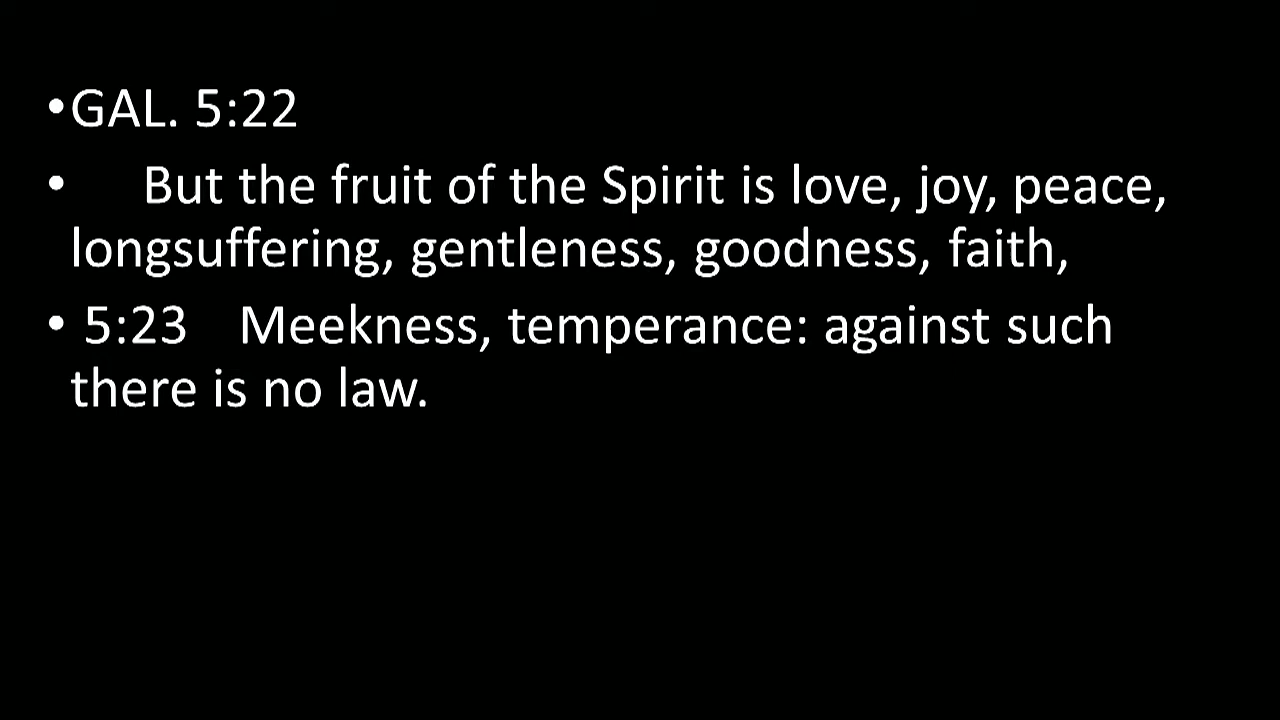 •GAL. 5:22
• But the fruit of the Spirit is love, joy, peace,
longsuffering, gentleness, goodness, faith,
• 5:23 Meekness, temperance: against such
there is no law.